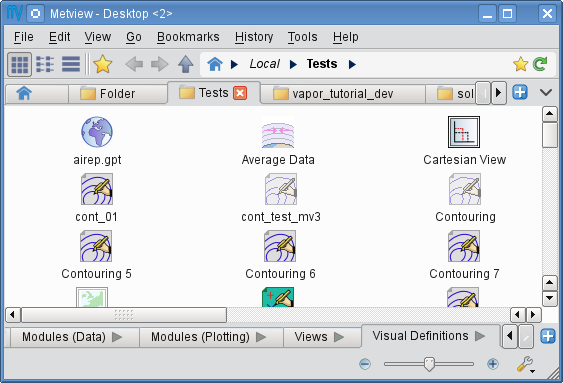 Metview - Desktop <2>
File Edit View Go Bookmarks History Tools Help
Local Tests
Folder Tests vapor_tutorial_dev sol
airep.gpt Average Data Cartesian View
cont_01 cont_test_mv3 Contouring
Contouring 5 Contouring 6 Contouring 7
Modules (Data) Modules (Plotting) Views Visual Definitions